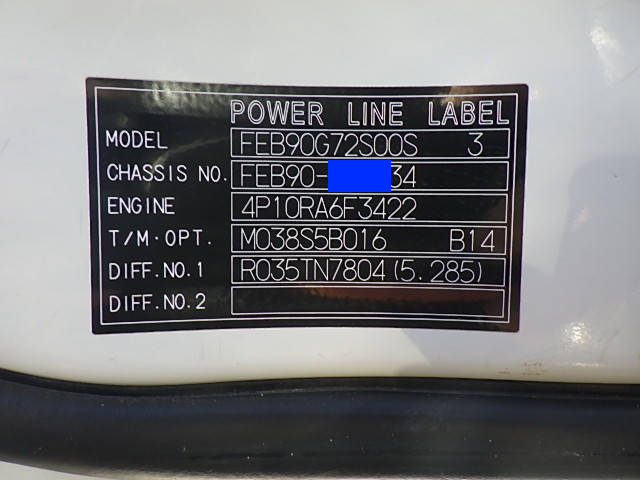 POWER LINE LABEL
MODEL FEB90G72S00S 3
CHASSIS NO. FEB90- 34
ENGINE 4P10RA6F3422
T/M·OPT. M038S5B016 B14
DIFF.NO.1 R035TN7804(5.285)
DIFF.NO.2